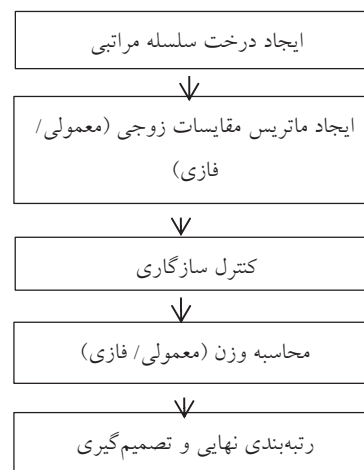 ایجاد درخت سلسله مراتبی
ایجاد ماتریس مقایسات زوجی (معمولی/
فازی)
کنترل سازگاری
محاسبه وزن (معمولی/ فازی)
رتبه‌بندی نهایی و تصمیم‌گیری